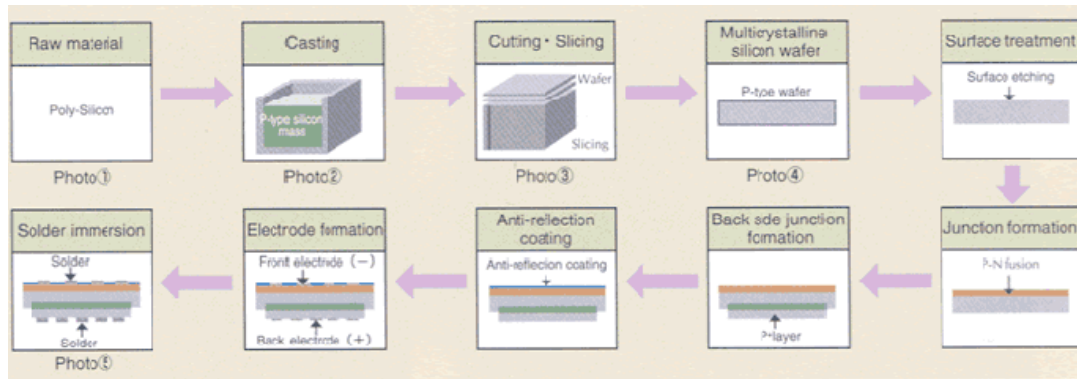 Raw material
Poly-Silicon
Photo①
Casting
P-type silicon
mass
Photo②
Cutting・Slicing
Wafer
Slicing
Photo③
Multicrystalline
silicon wafer
P-type wafer
Photo④
Surface treatment
Surface etching
Solder immersion
Solder
Solder
Photo⑤
Electrode formation
Front electrode (−)
Back electrode (+)
Anti-reflection
coating
Anti-reflecion coating
Back side junction
formation
P+layer
Junction formation
P-N fusion